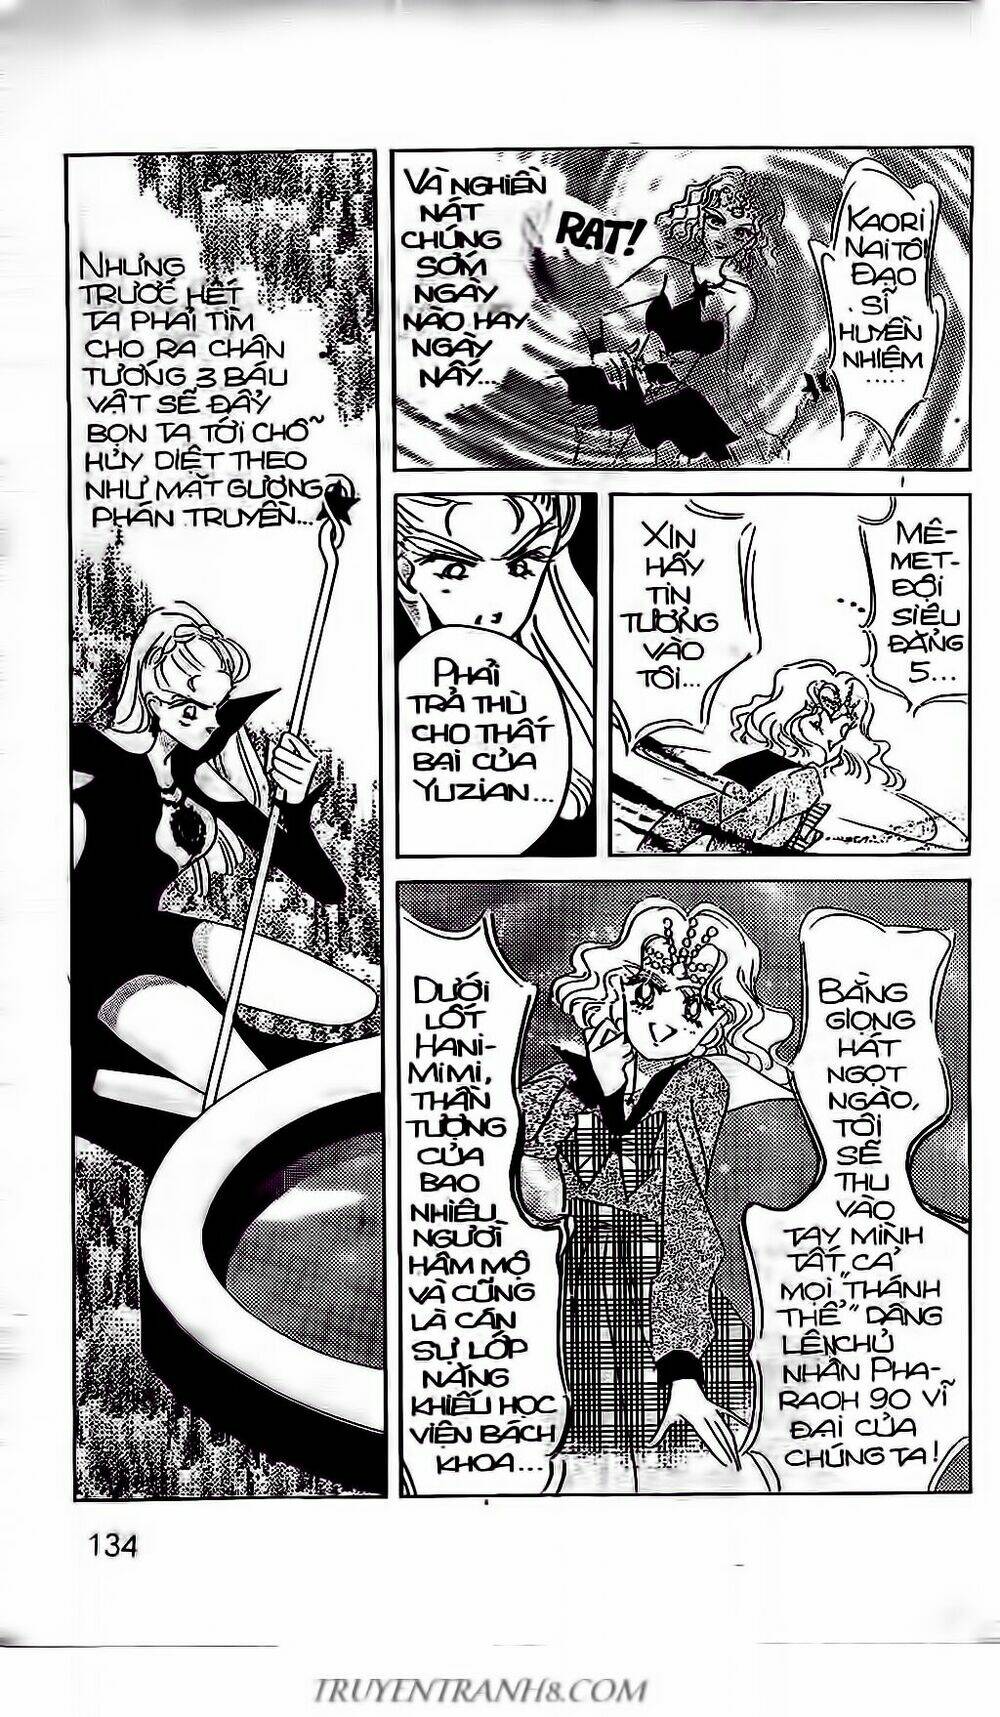 NHƯNG
TRƯỚC HẾT
TA PHẢI TÌM
CHO RA CHÂN
TƯỚNG 3 BÁU
VẬT SẼ ĐẨY
BỌN TA TỚI CHỖ
HỦY DIỆT THEO
NHƯ MẶT GƯƠNG
PHÁN TRUYỀN...
VÀ NGHIỀN
NÁT
CHÚNG
SỚM
NGÀY
NÀO HAY
NGÀY
NẤY...
RAT!
KAORI
NAITÔ!
ĐẠO
SĨ
HUYỀN
NHIỆM
.....
PHẢI
TRẢ THÙ
CHO THẤT
BẠI CỦA
YUZIAN...
XIN
HÃY
TIN
TƯỞNG
VÀO
TÔI...
MÊ-
MET-
ĐỘI
SIÊU
ĐẲNG
5...
DƯỚI
LỐT
HANI-
MIMI,
THẦN
TƯỢNG
CỦA
BAO
NHIÊU
NGƯỜI
HÂM MỘ
VÀ CŨNG
LÀ CÁN
SỰ LỚP
NĂNG
KHIẾU HỌC
VIỆN BÁCH
KHOA...
BẰNG
GIỌNG
HÁT
NGỌT
NGÀO,
TÔI
SẼ
THU
VÀO
TAY MÌNH
TẤT CẢ
MỌI "THÁNH
THỂ" DÂNG
LÊN CHỦ
NHÂN PHA-
RAOH 90 VĨ
ĐẠI CỦA
CHÚNG TA!
134
TRUYENTRANH8.COM